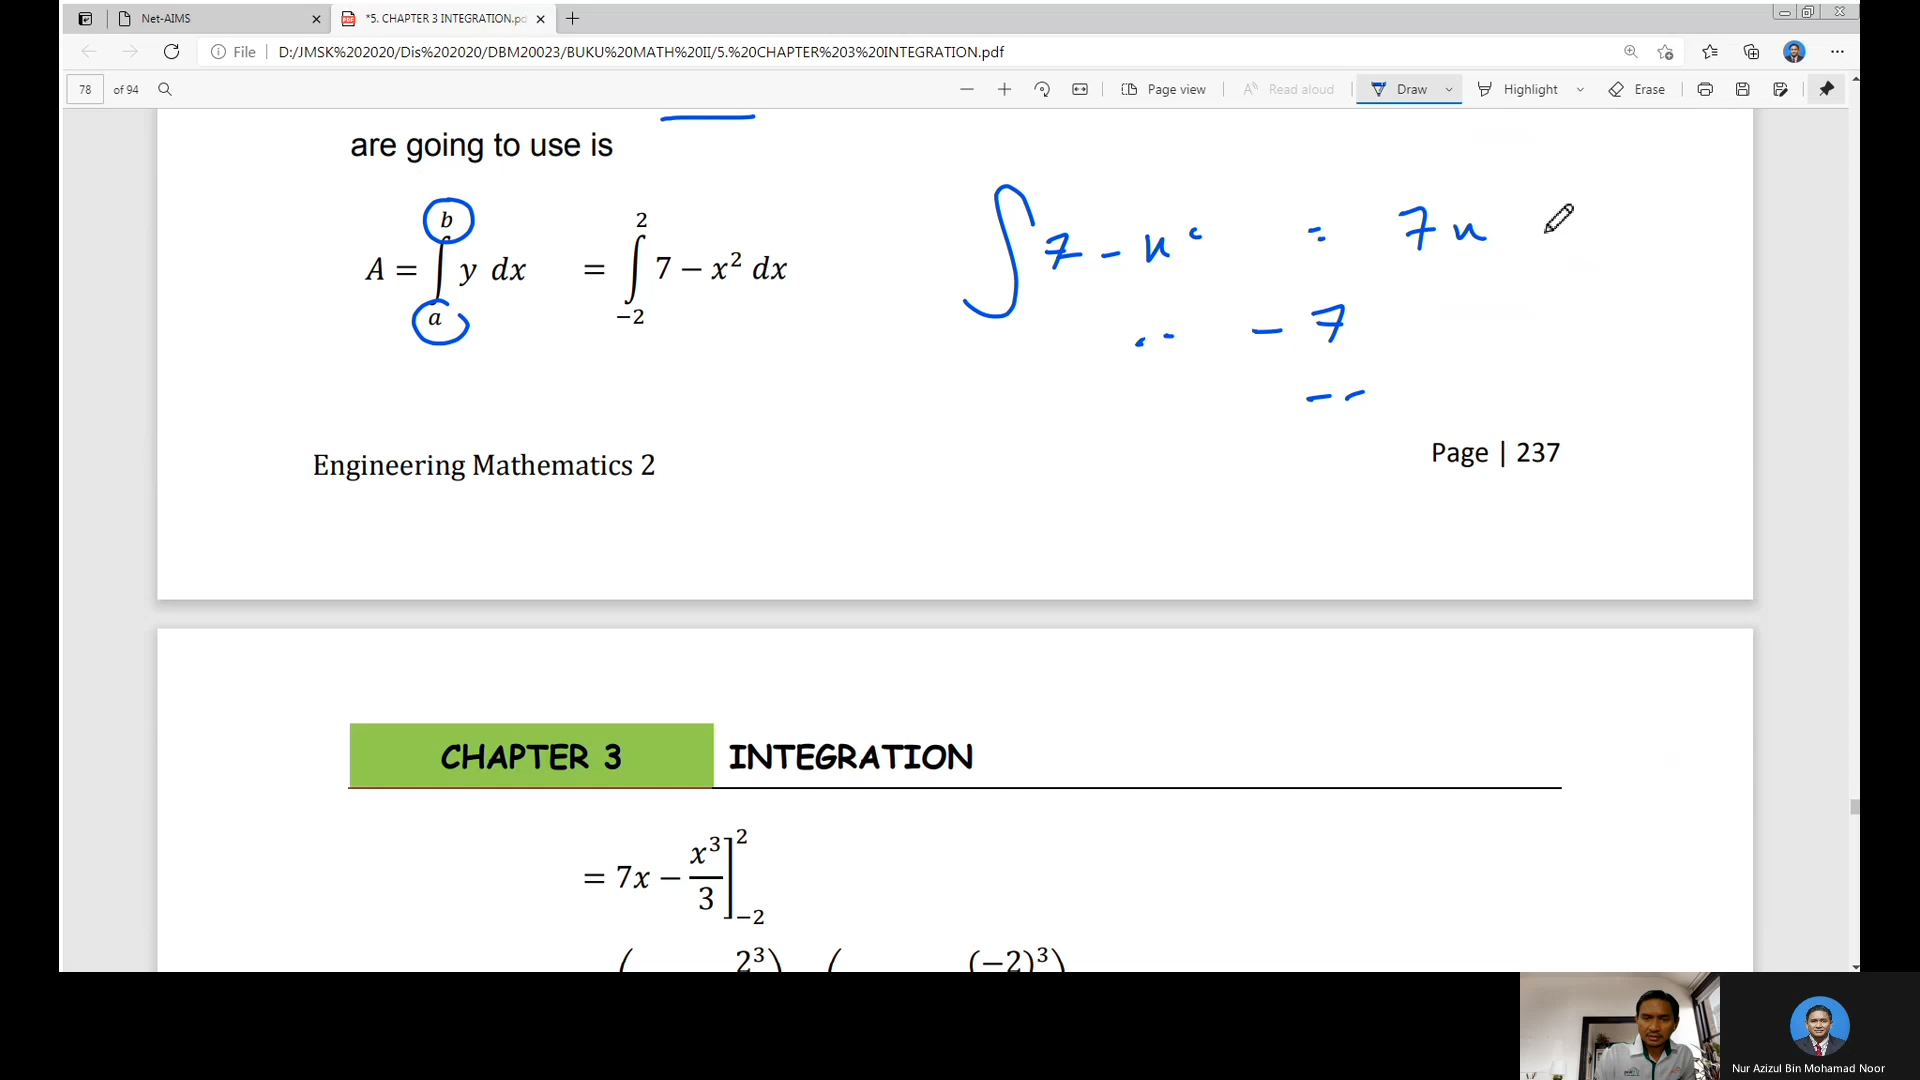 Net-AIMS
*5. CHAPTER 3 INTEGRATION.pd
File | D:/JMSK%202020/Dis%202020/DBM20023/BUKU%20MATH%20II/5.%20CHAPTER%203%20INTEGRATION.pdf
78 of 94
Page view
Read aloud
Draw
Highlight
Erase
are going to use is
A = ∫_a^b y dx = ∫_{-2}^{2} 7 − x² dx
∫ 7 - x = 7x
- 7
Engineering Mathematics 2
Page | 237
CHAPTER 3 INTEGRATION
= 7x − x³/3 ]_{−2}^{2}
( 2³ ) ( (−2)³ )
Nur Azizul Bin Mohamad Noor